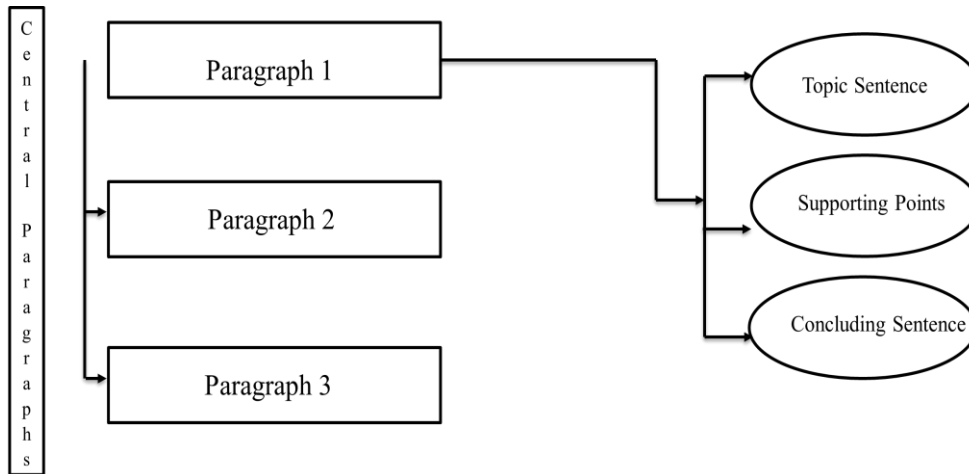 Central Paragraphs
Paragraph 1
Paragraph 2
Paragraph 3
Topic Sentence
Supporting Points
Concluding Sentence